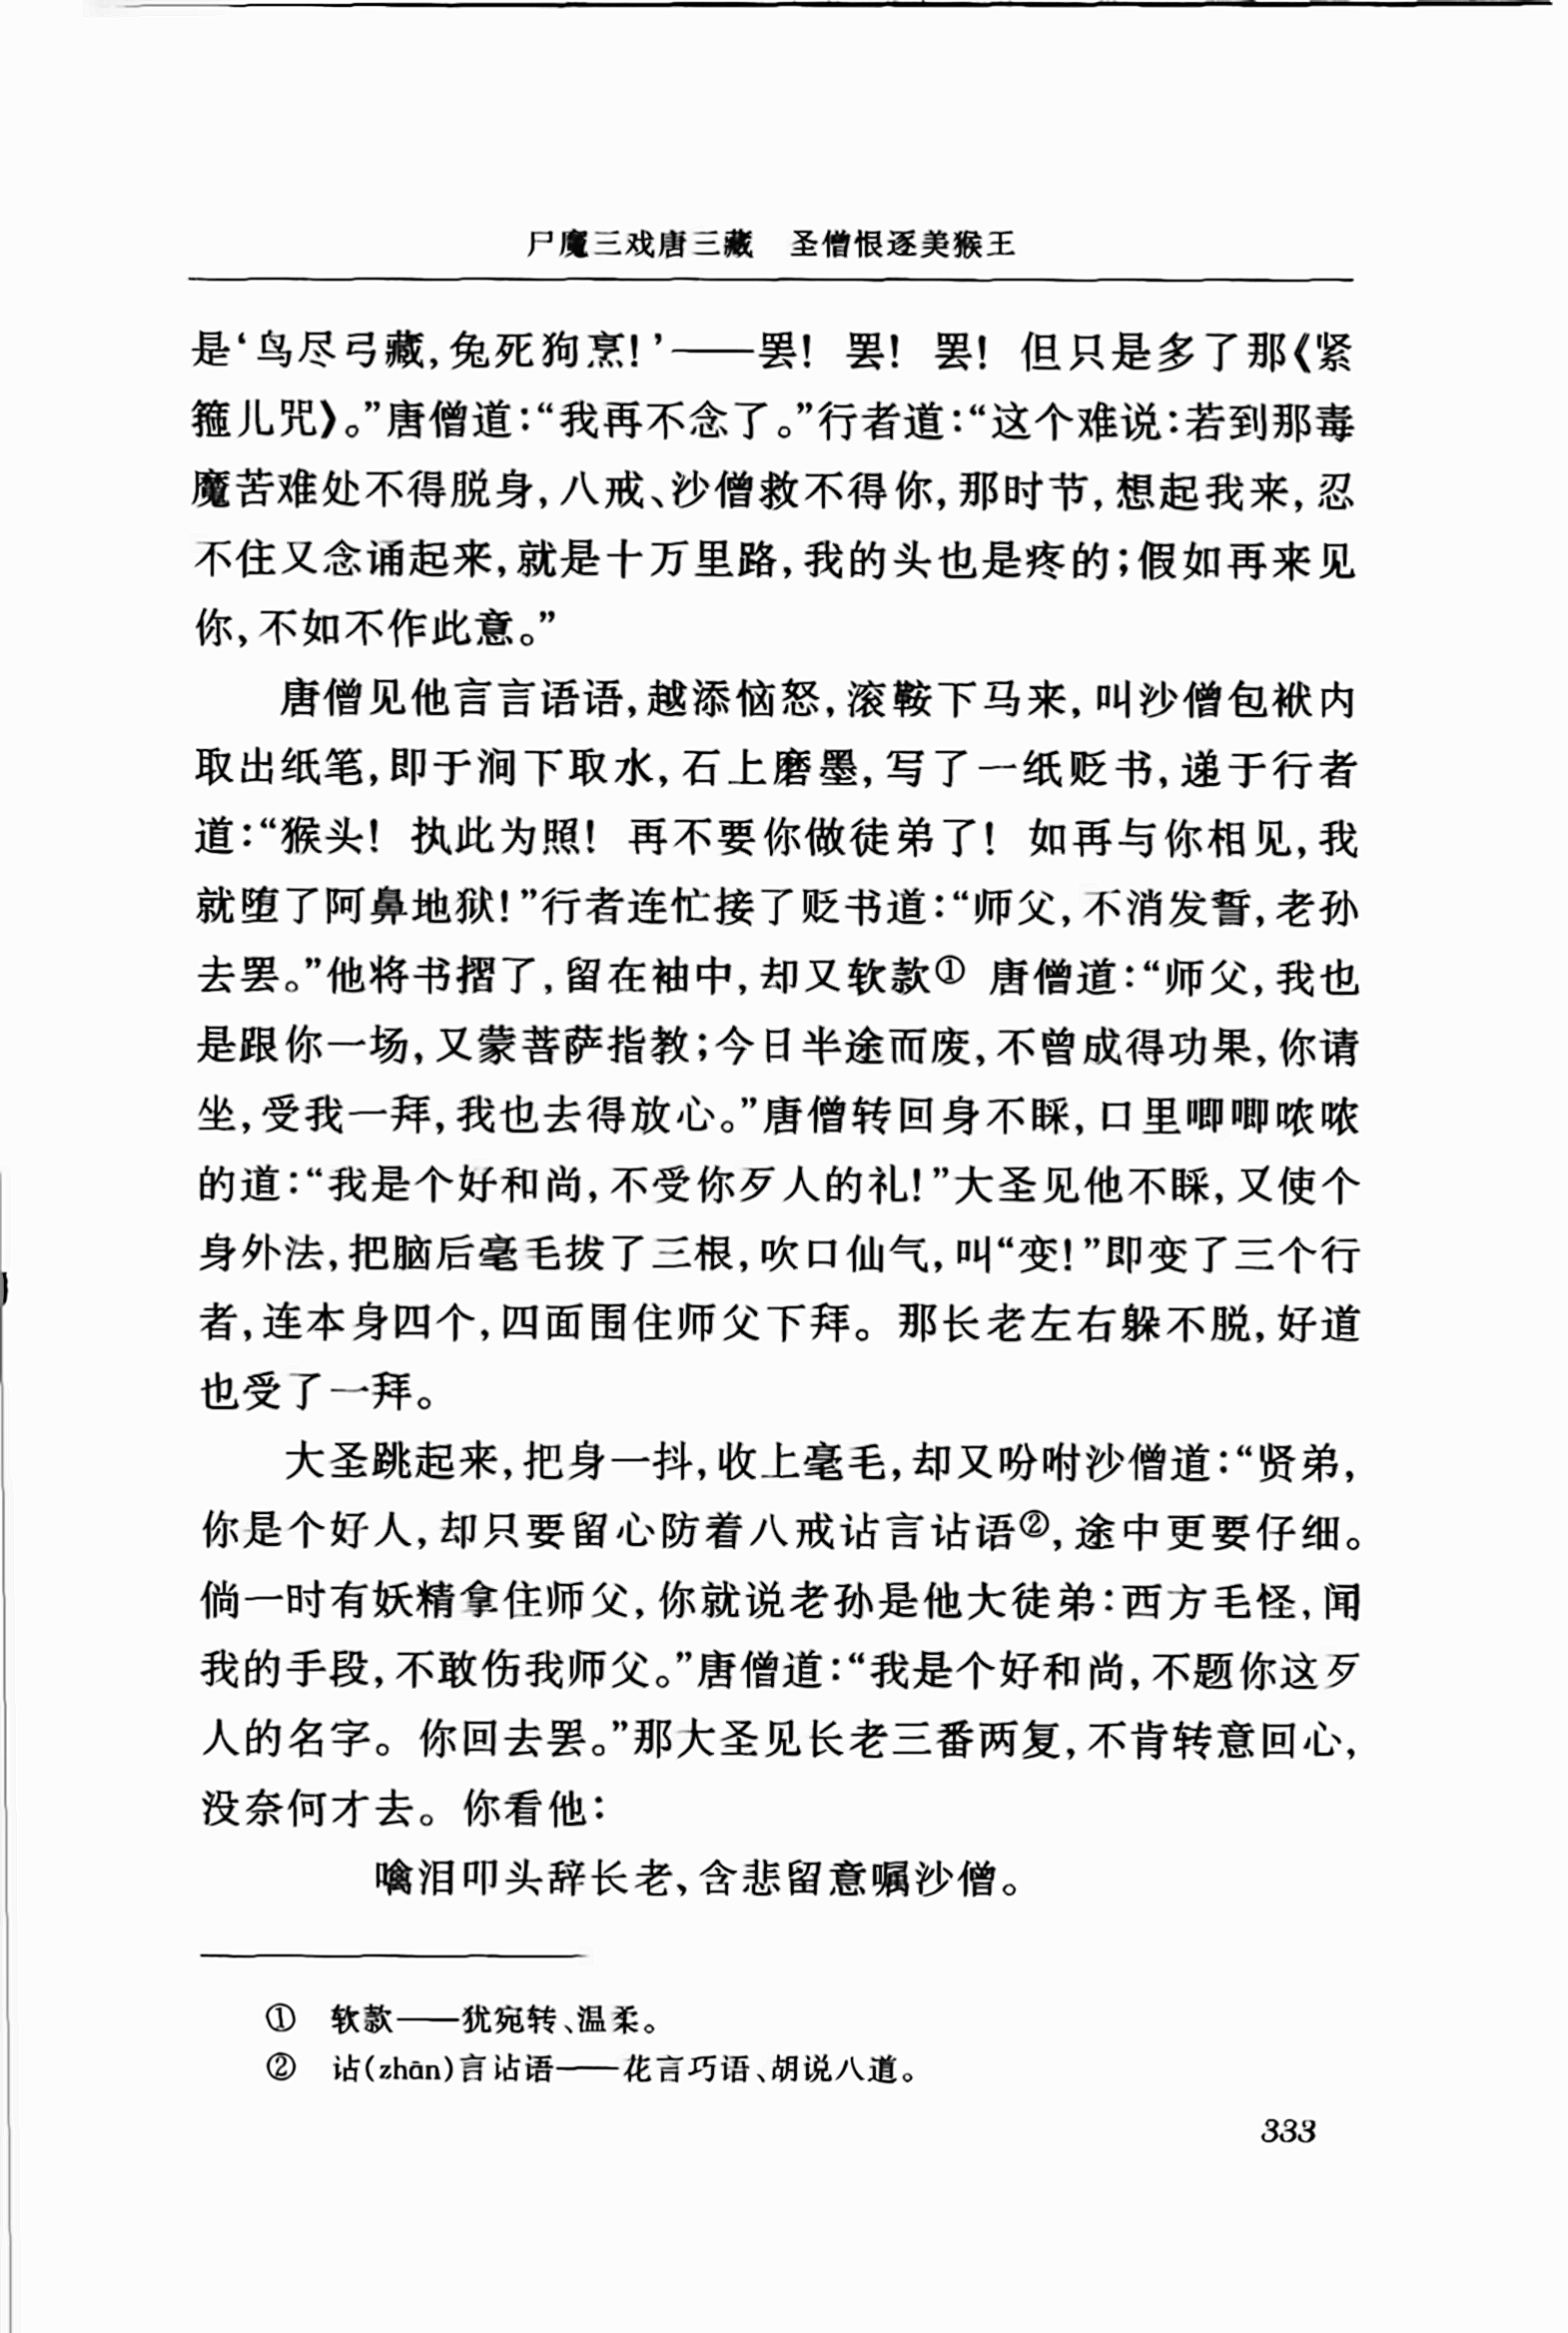 尸魔三戏唐三藏　圣僧恨逐美猴王
是‘鸟尽弓藏,兔死狗烹!’——罢! 罢! 罢! 但只是多了那《紧
箍儿咒》。”唐僧道:“我再不念了。”行者道:“这个难说:若到那毒
魔苦难处不得脱身,八戒、沙僧救不得你,那时节,想起我来,忍
不住又念诵起来,就是十万里路,我的头也是疼的;假如再来见
你,不如不作此意。”
唐僧见他言言语语,越添恼怒,滚鞍下马来,叫沙僧包袱内
取出纸笔,即于涧下取水,石上磨墨,写了一纸贬书,递于行者
道:“猴头! 执此为照! 再不要你做徒弟了! 如再与你相见,我
就堕了阿鼻地狱!”行者连忙接了贬书道:“师父,不消发誓,老孙
去罢。”他将书摺了,留在袖中,却又软款① 唐僧道:“师父,我也
是跟你一场,又蒙菩萨指教;今日半途而废,不曾成得功果,你请
坐,受我一拜,我也去得放心。”唐僧转回身不睬,口里唧唧哝哝
的道:“我是个好和尚,不受你歹人的礼!”大圣见他不睬,又使个
身外法,把脑后毫毛拔了三根,吹口仙气,叫“变!”即变了三个行
者,连本身四个,四面围住师父下拜。那长老左右躲不脱,好道
也受了一拜。
大圣跳起来,把身一抖,收上毫毛,却又吩咐沙僧道:“贤弟,
你是个好人,却只要留心防着八戒诂言诂语②,途中更要仔细。
倘一时有妖精拿住师父,你就说老孙是他大徒弟:西方毛怪,闻
我的手段,不敢伤我师父。”唐僧道:“我是个好和尚,不题你这歹
人的名字。你回去罢。”那大圣见长老三番两复,不肯转意回心,
没奈何才去。你看他:
噙泪叩头辞长老,含悲留意嘱沙僧。
① 软款——犹宛转、温柔。
② 诂(zhān)言诂语——花言巧语、胡说八道。
333